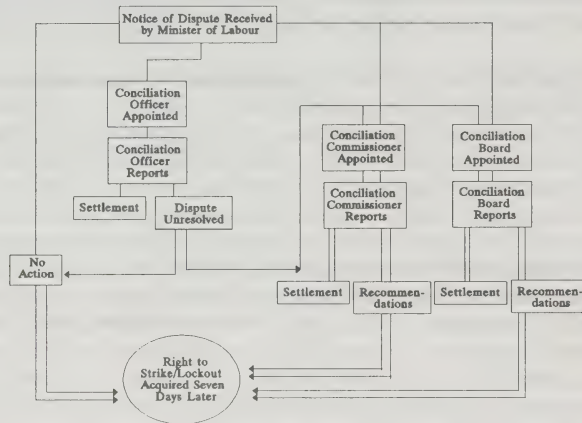 Notice of Dispute Received
by Minister of Labour
Conciliation
Officer
Appointed
Conciliation
Officer
Reports
Settlement
Dispute
Unresolved
No
Action
Conciliation
Commissioner
Appointed
Conciliation
Commissioner
Reports
Settlement
Recommen-
dations
Conciliation
Board
Appointed
Conciliation
Board
Reports
Settlement
Recommen-
dations
Right to
Strike/Lockout
Acquired Seven
Days Later